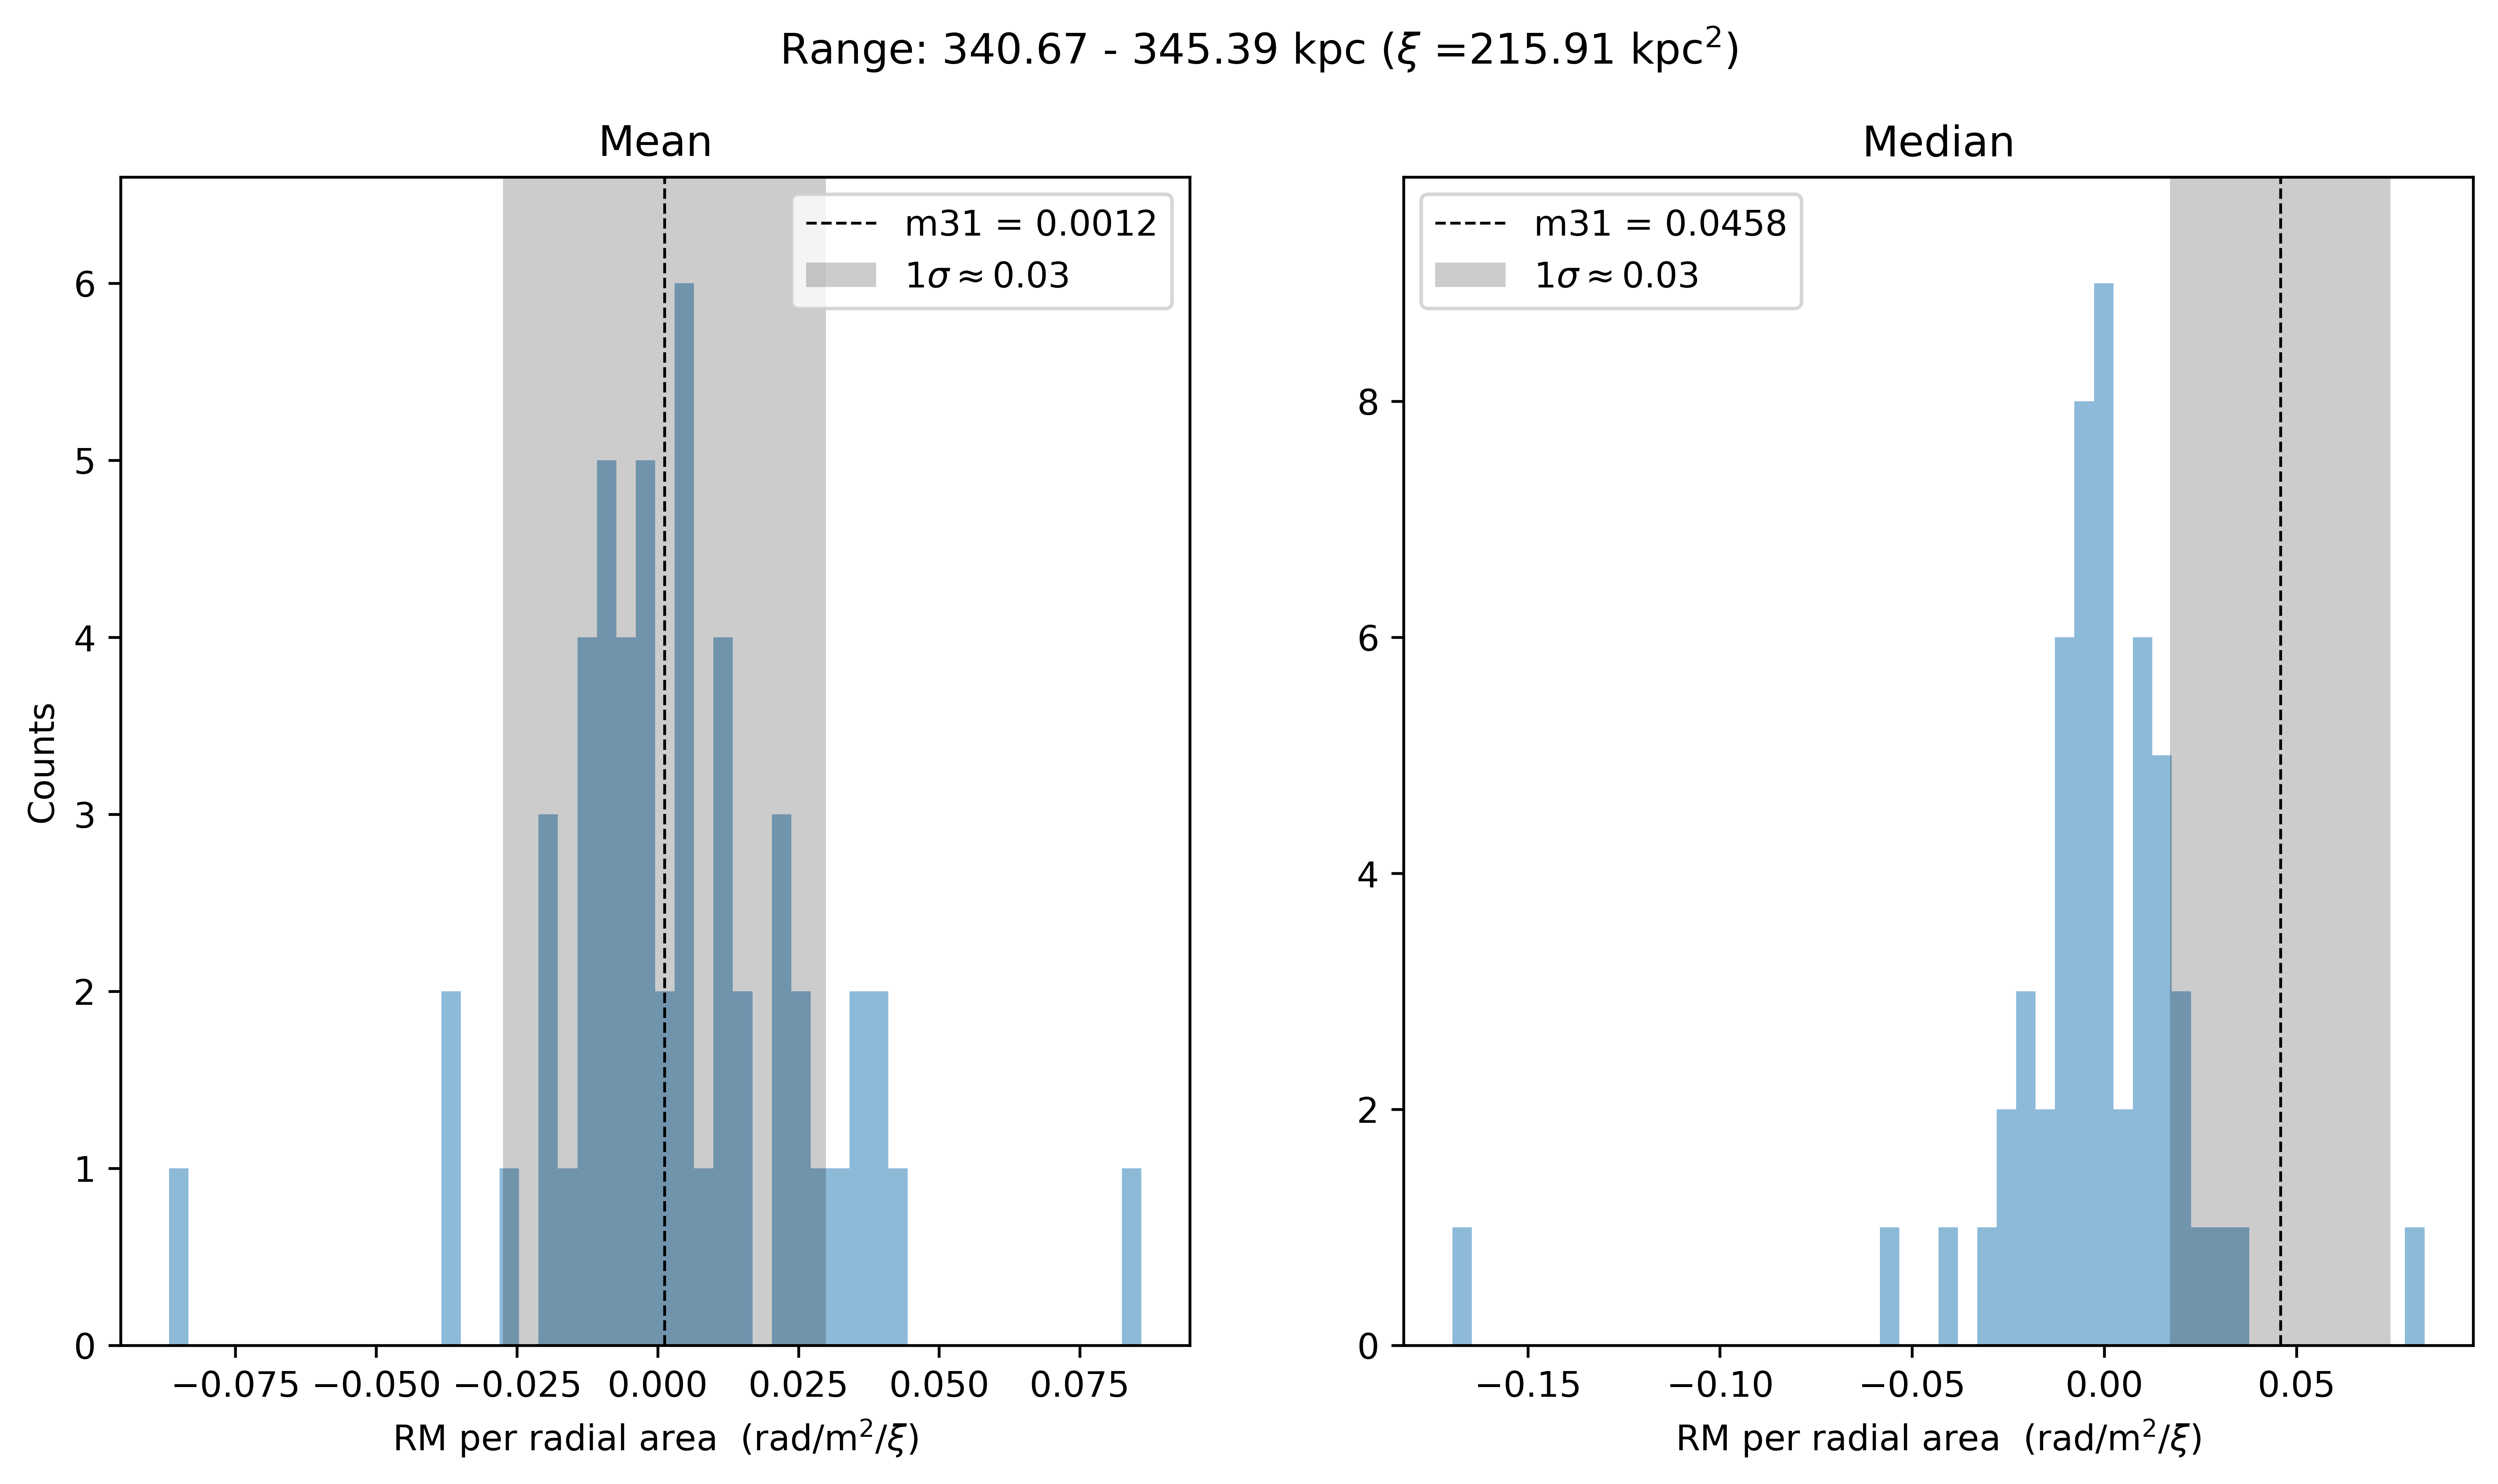 Range: 340.67 - 345.39 kpc (ξ =215.91 kpc²)
Mean
m31 = 0.0012
1σ ≈ 0.03
6
5
4
3
2
1
0
Counts
−0.075 −0.050 −0.025 0.000 0.025 0.050 0.075
RM per radial area (rad/m²/ξ)
Median
m31 = 0.0458
1σ ≈ 0.03
8
6
4
2
0
−0.15 −0.10 −0.05 0.00 0.05
RM per radial area (rad/m²/ξ)